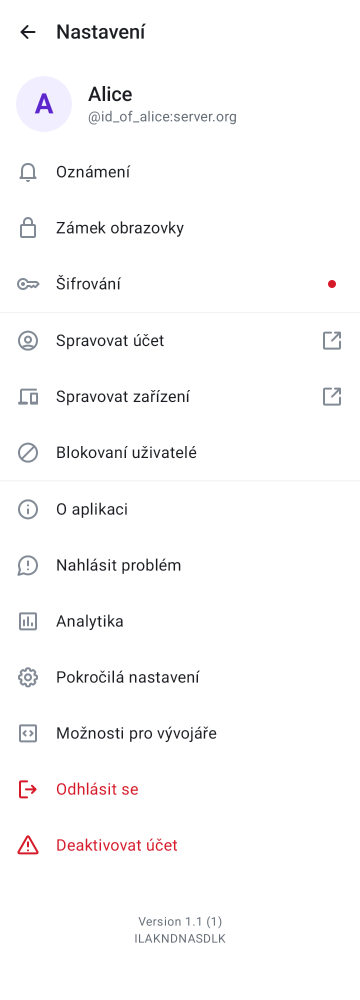 Nastavení
A
Alice
@id_of_alice:server.org
Oznámení
Zámek obrazovky
Šifrování
Spravovat účet
Spravovat zařízení
Blokovaní uživatelé
O aplikaci
Nahlásit problém
Analytika
Pokročilá nastavení
Možnosti pro vývojáře
Odhlásit se
Deaktivovat účet
Version 1.1 (1)
ILAKNDNASDLK